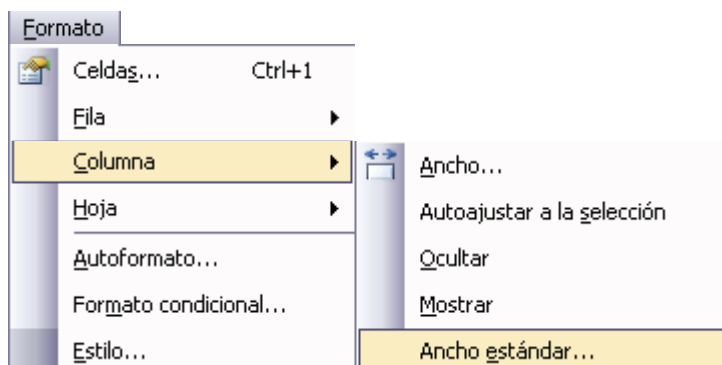 Formato
Celdas... Ctrl+1
Fila
Columna
Hoja
Autoformato...
Formato condicional...
Estilo...
Ancho...
Autoajustar a la selección
Ocultar
Mostrar
Ancho estándar...